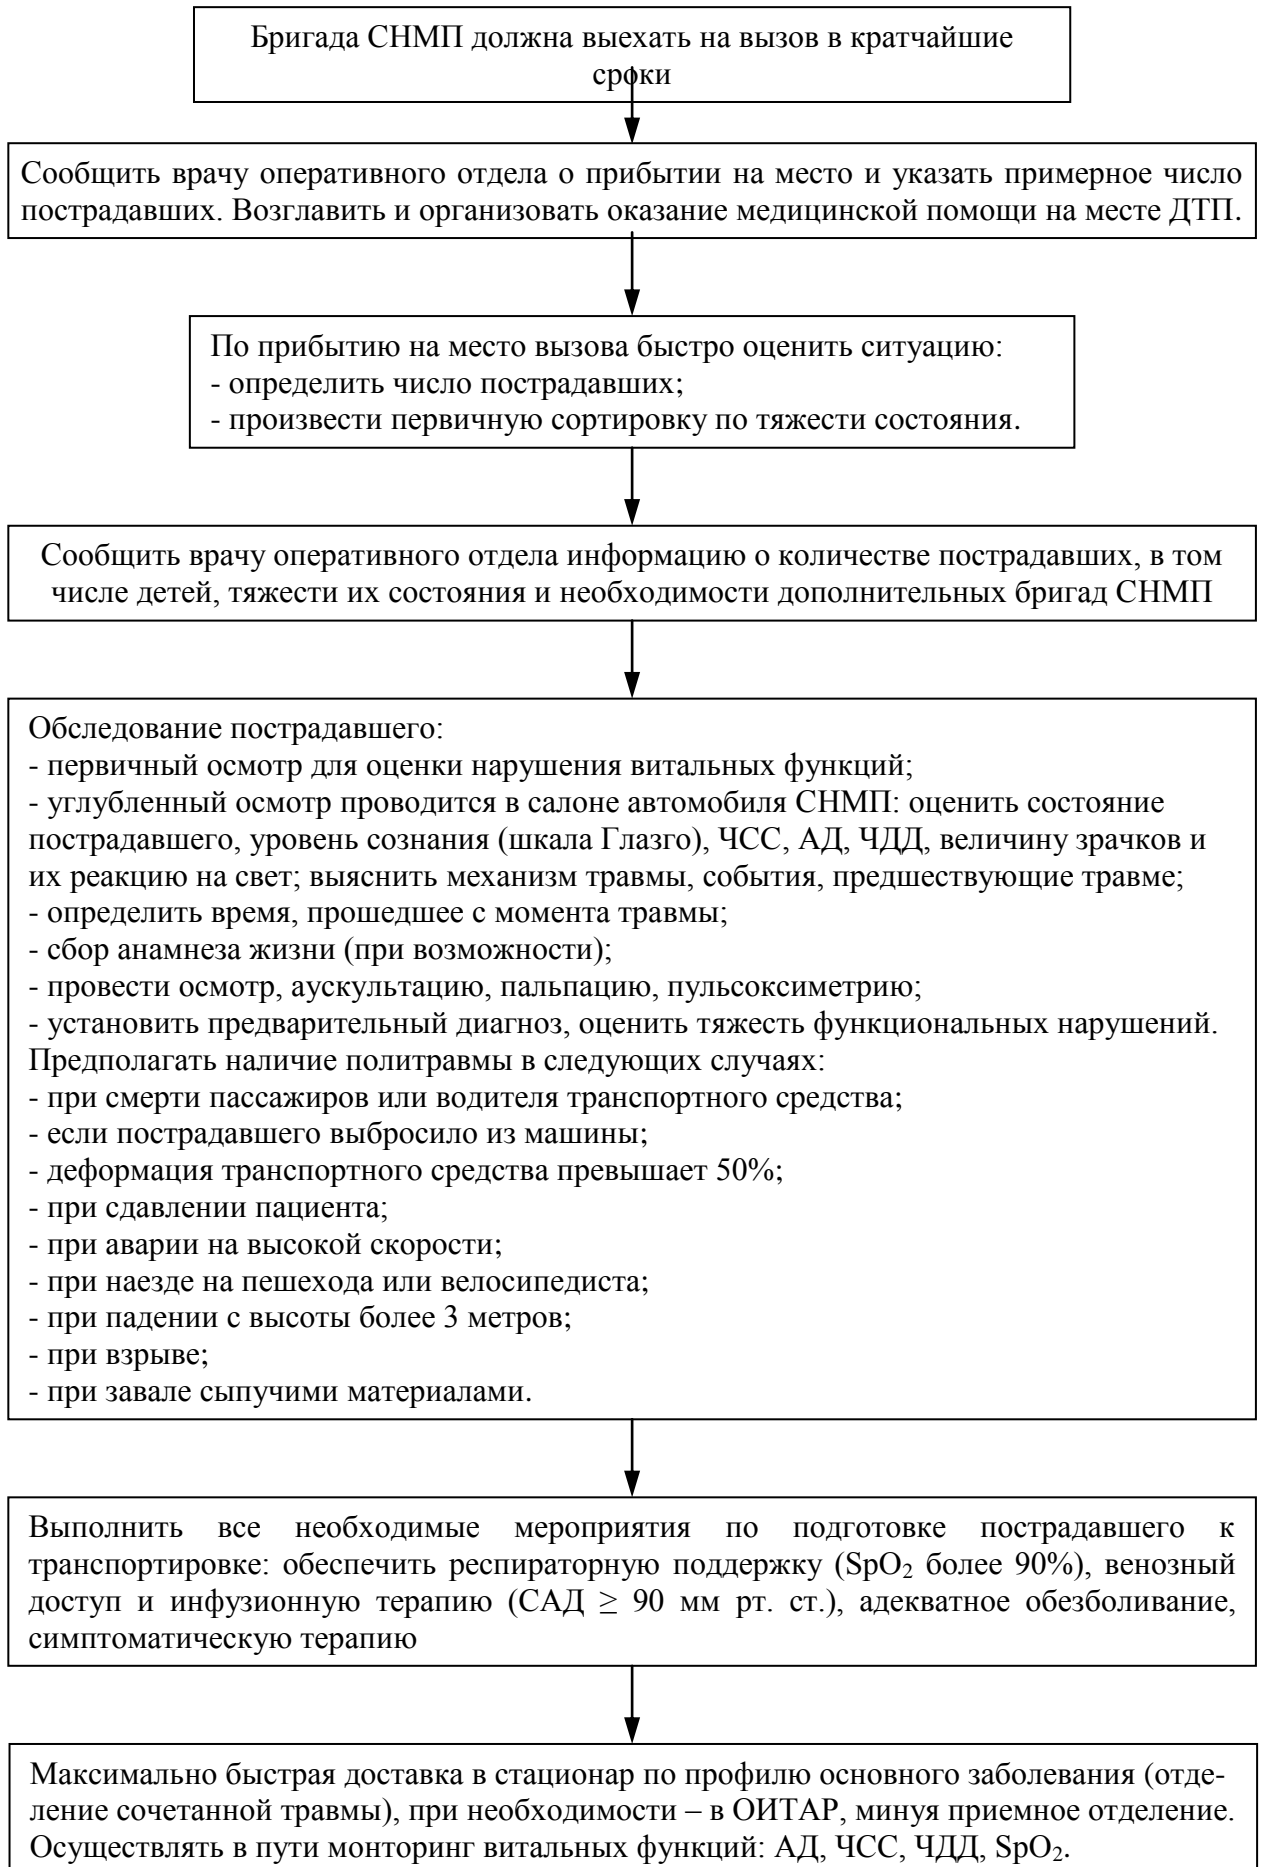 Бригада СНМП должна выехать на вызов в кратчайшие
сроки
Сообщить врачу оперативного отдела о прибытии на место и указать примерное число
пострадавших. Возглавить и организовать оказание медицинской помощи на месте ДТП.
По прибытию на место вызова быстро оценить ситуацию:
- определить число пострадавших;
- произвести первичную сортировку по тяжести состояния.
Сообщить врачу оперативного отдела информацию о количестве пострадавших, в том
числе детей, тяжести их состояния и необходимости дополнительных бригад СНМП
Обследование пострадавшего:
- первичный осмотр для оценки нарушения витальных функций;
- углубленный осмотр проводится в салоне автомобиля СНМП: оценить состояние
пострадавшего, уровень сознания (шкала Глазго), ЧСС, АД, ЧДД, величину зрачков и
их реакцию на свет; выяснить механизм травмы, события, предшествующие травме;
- определить время, прошедшее с момента травмы;
- сбор анамнеза жизни (при возможности);
- провести осмотр, аускультацию, пальпацию, пульсоксиметрию;
- установить предварительный диагноз, оценить тяжесть функциональных нарушений.
Предполагать наличие политравмы в следующих случаях:
- при смерти пассажиров или водителя транспортного средства;
- если пострадавшего выбросило из машины;
- деформация транспортного средства превышает 50%;
- при сдавлении пациента;
- при аварии на высокой скорости;
- при наезде на пешехода или велосипедиста;
- при падении с высоты более 3 метров;
- при взрыве;
- при завале сыпучими материалами.
Выполнить все необходимые мероприятия по подготовке пострадавшего к
транспортировке: обеспечить респираторную поддержку (SpO₂ более 90%), венозный
доступ и инфузионную терапию (САД ≥ 90 мм рт. ст.), адекватное обезболивание,
симптоматическую терапию
Максимально быстрая доставка в стационар по профилю основного заболевания (отде-
ление сочетанной травмы), при необходимости – в ОИТАР, минуя приемное отделение.
Осуществлять в пути монторинг витальных функций: АД, ЧСС, ЧДД, SpO₂.